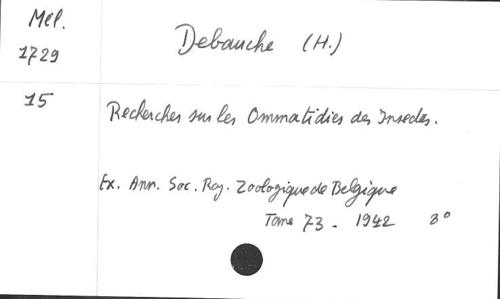 Mél.
1729
Debauche (H.)
15
Recherches sur les Ommatidies des Insectes.
Ex. Ann. Soc. Roy. Zoologique de Belgique
Tome 73 - 1942 8°